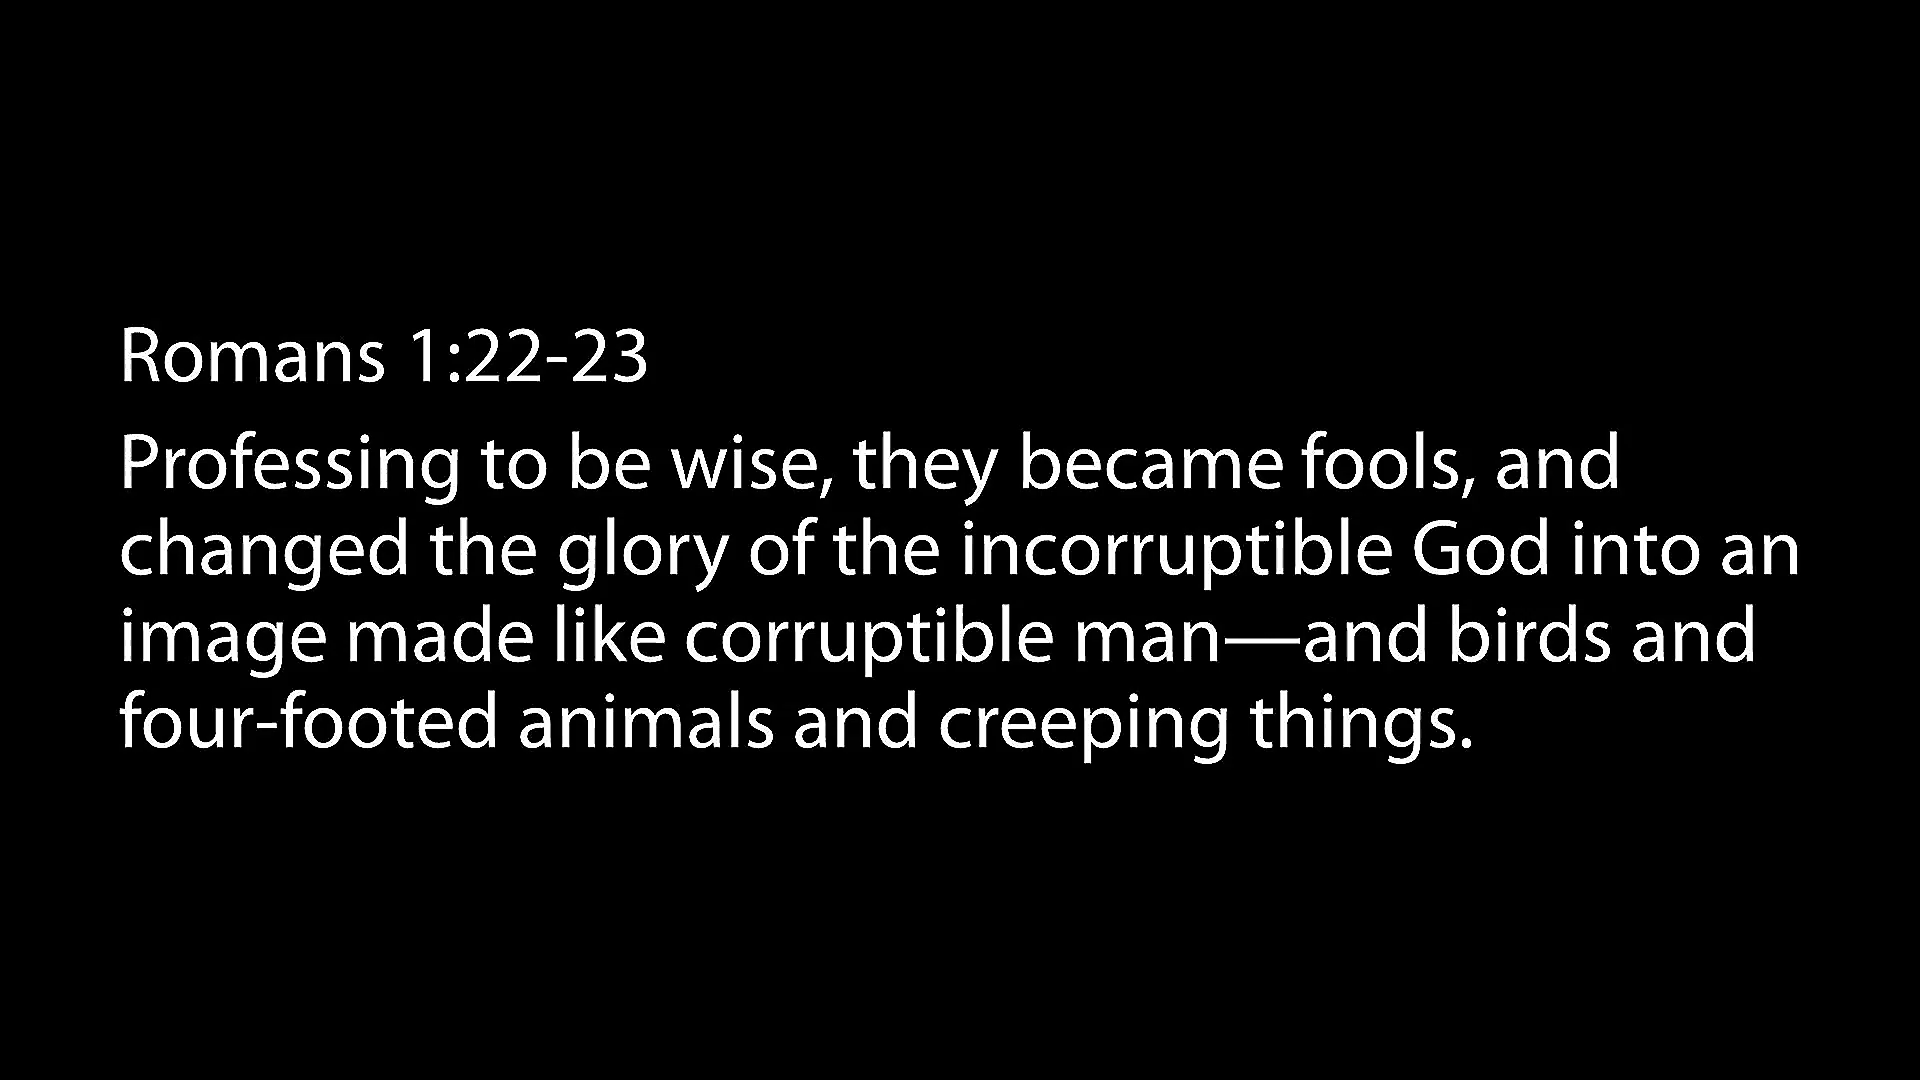 Romans 1:22-23
Professing to be wise, they became fools, and
changed the glory of the incorruptible God into an
image made like corruptible man—and birds and
four-footed animals and creeping things.